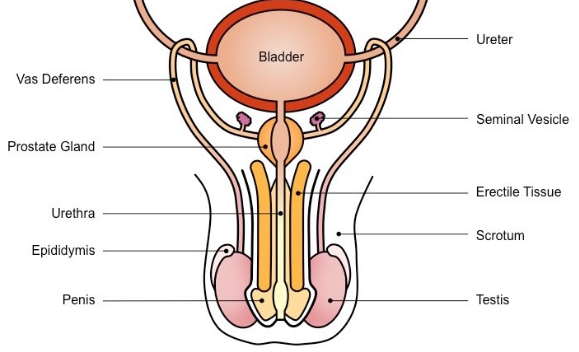 Bladder
Ureter
Vas Deferens
Seminal Vesicle
Prostate Gland
Erectile Tissue
Urethra
Scrotum
Epididymis
Penis
Testis